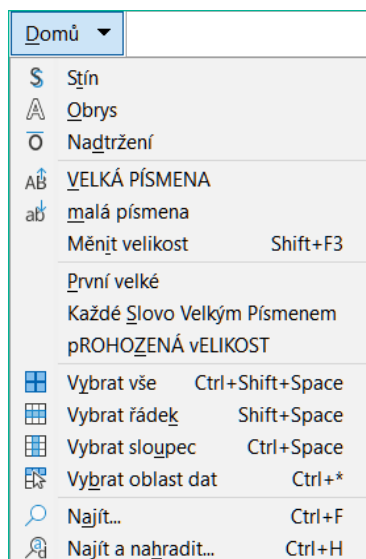 Domů
Stín
Obrys
Nadtržení
VELKÁ PÍSMENA
malá písmena
Měnit velikost Shift+F3
První velké
Každé Slovo Velkým Písmenem
pROHOZENÁ vELIKOST
Vybrat vše Ctrl+Shift+Space
Vybrat řádek Shift+Space
Vybrat sloupec Ctrl+Space
Vybrat oblast dat Ctrl+*
Najít... Ctrl+F
Najít a nahradit... Ctrl+H